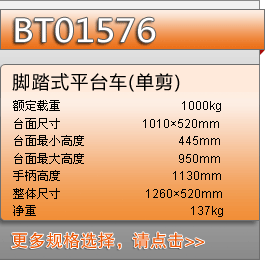 BT01576
脚踏式平台车(单剪)
额定载重 1000kg
台面尺寸 1010×520mm
台面最小高度 445mm
台面最大高度 950mm
手柄高度 1130mm
整体尺寸 1260×520mm
净重 137kg
更多规格选择，请点击>>